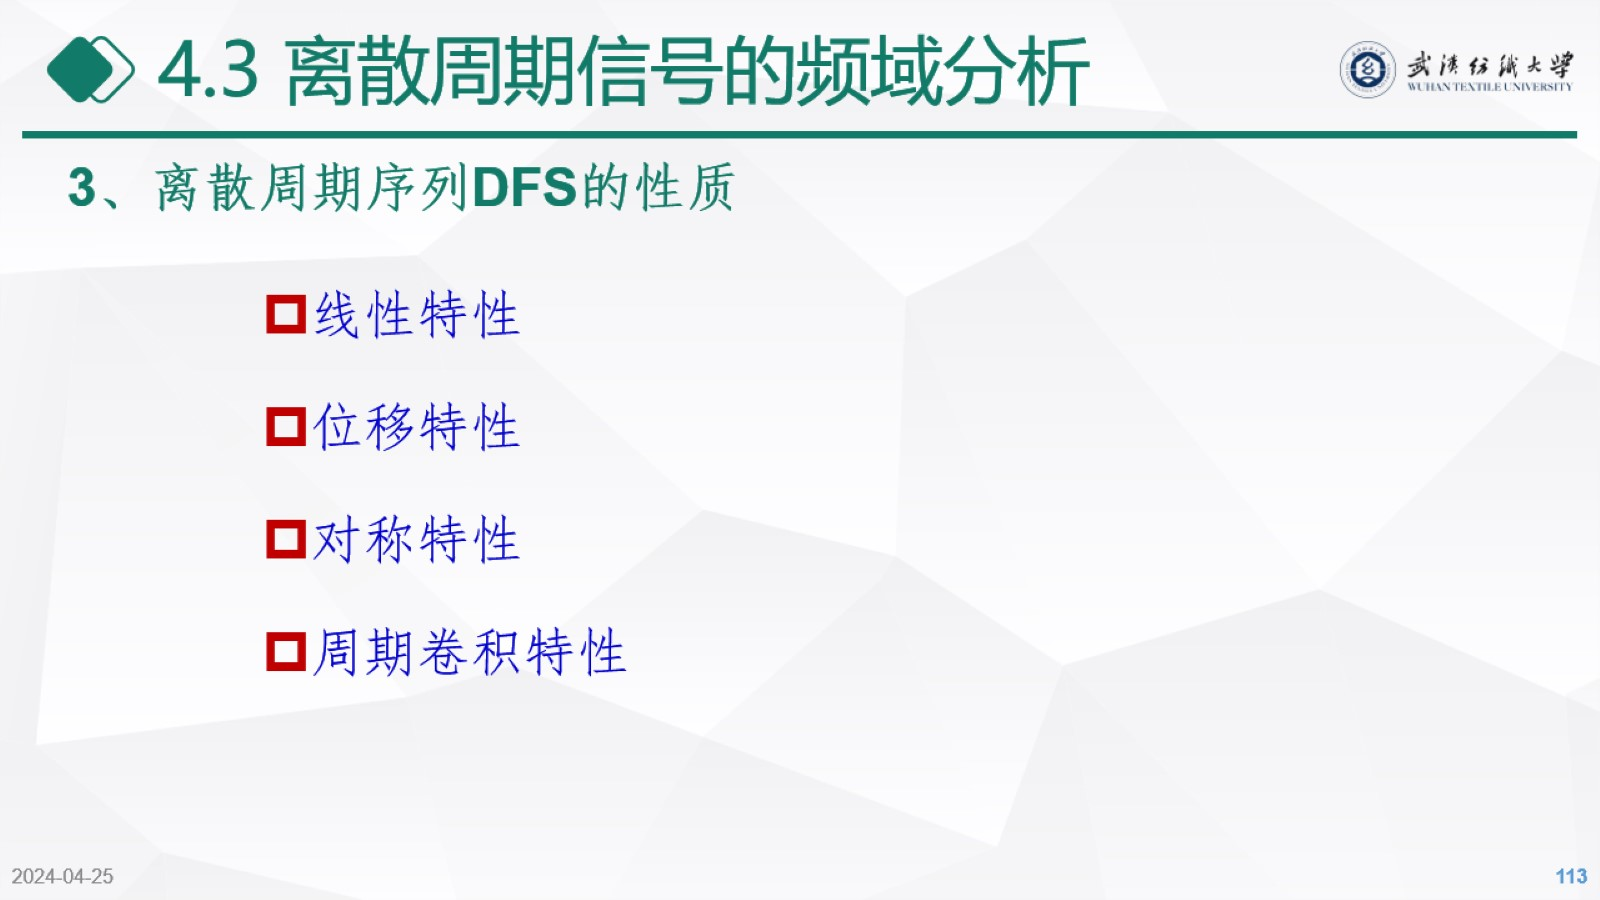 4.3 离散周期信号的频域分析
武汉纺织大学
WUHAN TEXTILE UNIVERSITY
3、离散周期序列DFS的性质
线性特性
位移特性
对称特性
周期卷积特性
2024-04-25
113